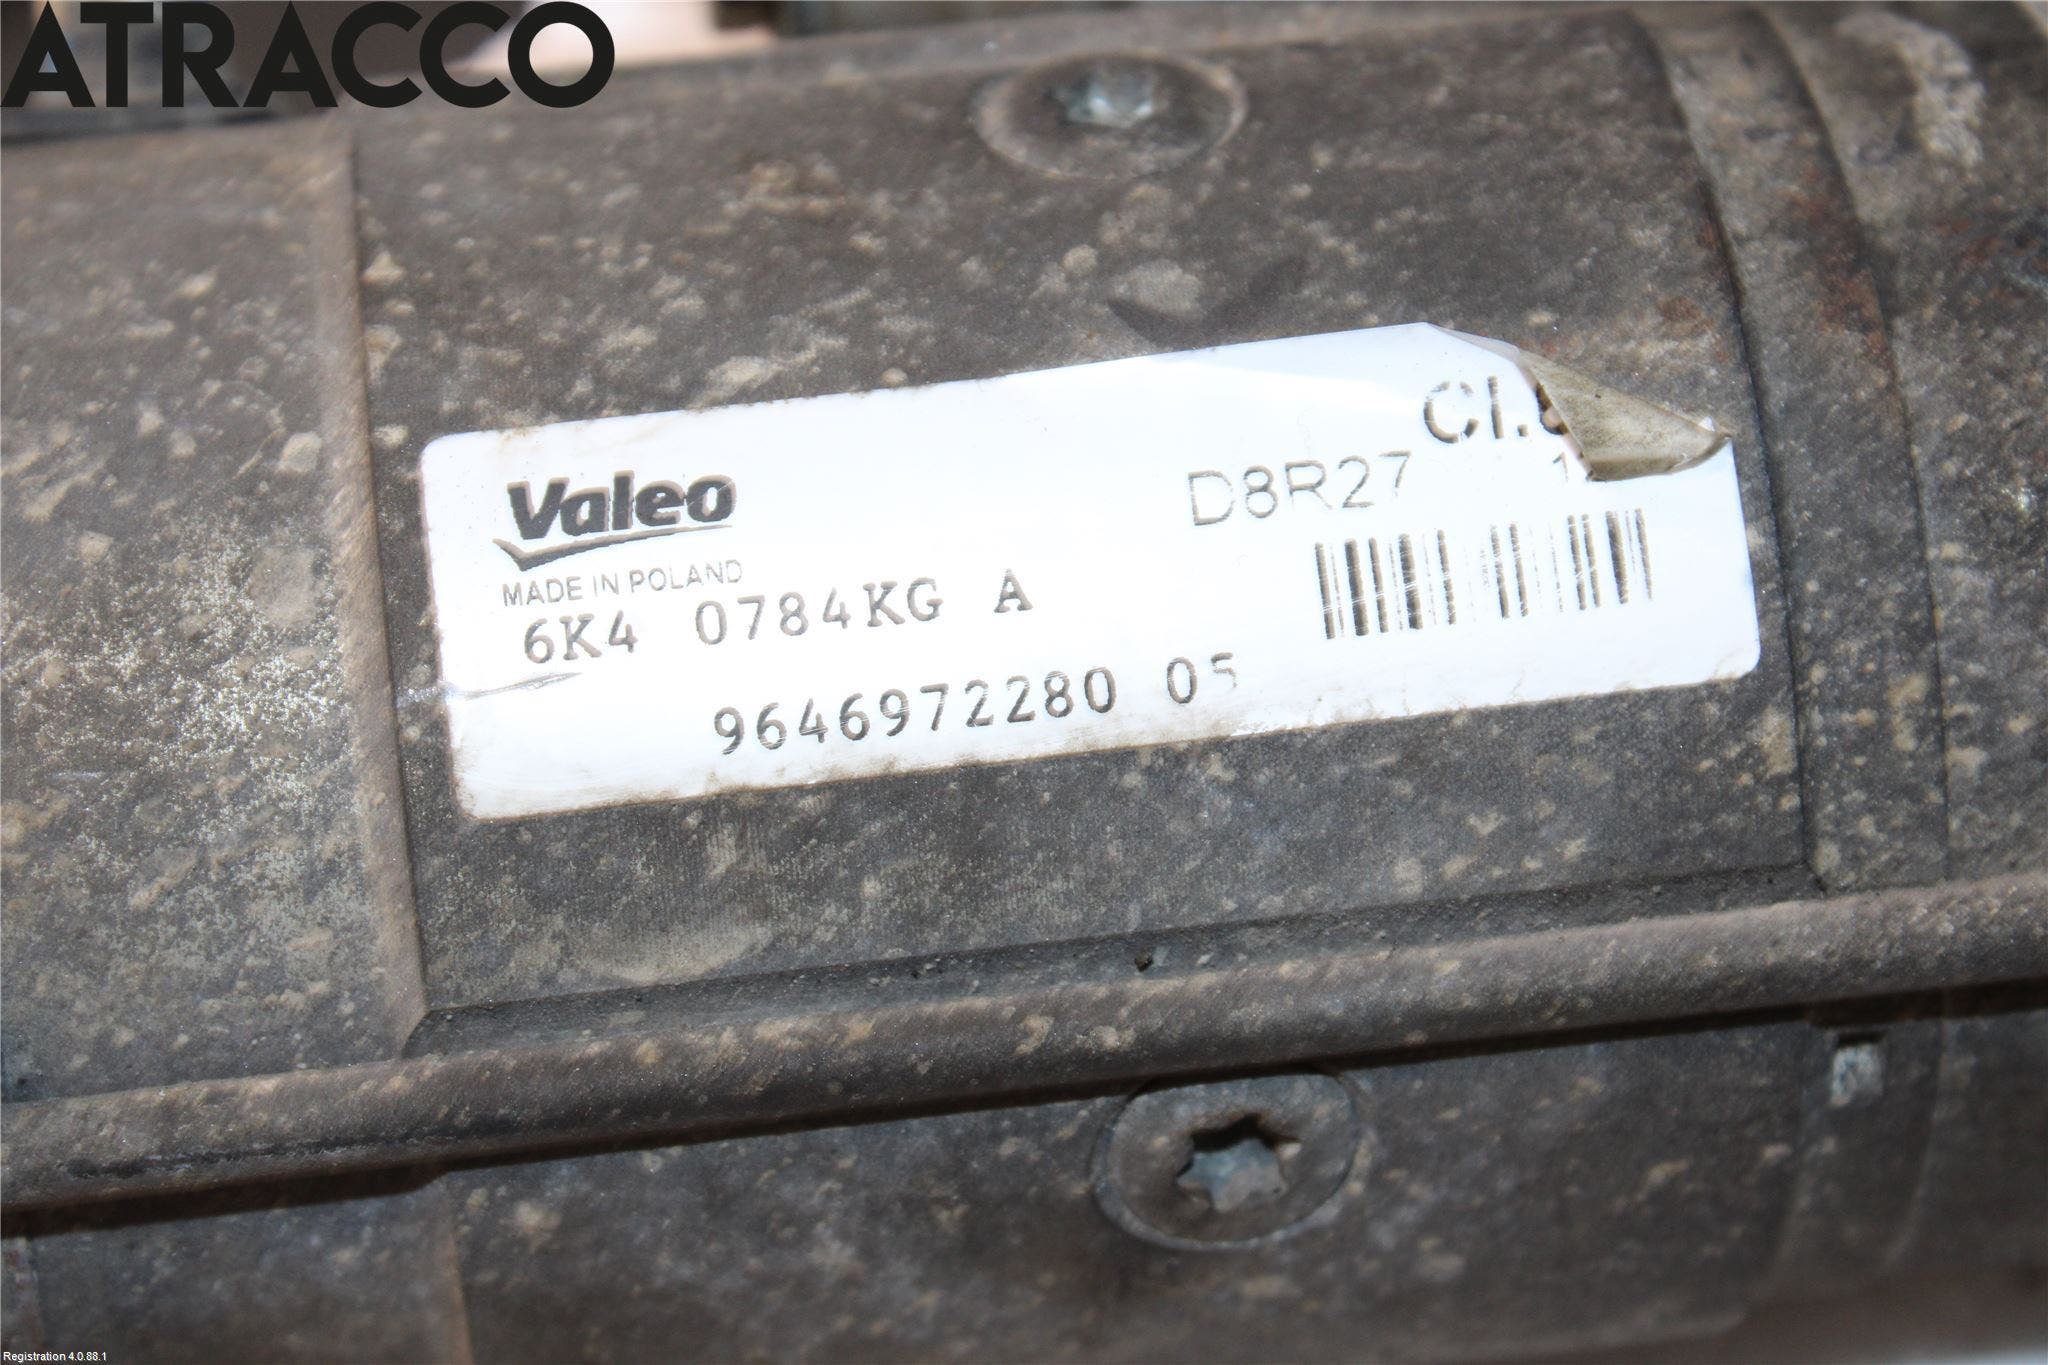 ATRACCO
CL.
D8R27
Valeo
MADE IN POLAND
6K4 0784KG A
9646972280 05
Registration 4.0.88.1